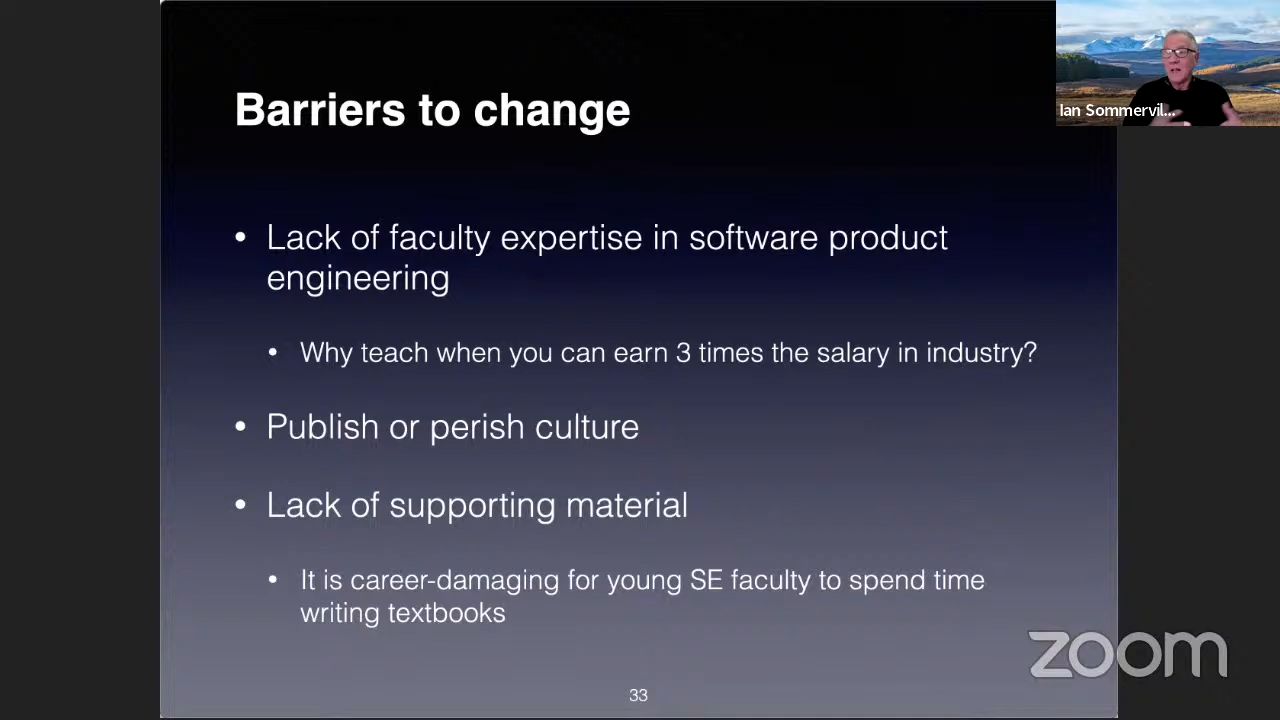 Barriers to change
Ian Sommervil...
• Lack of faculty expertise in software product
engineering
• Why teach when you can earn 3 times the salary in industry?
• Publish or perish culture
• Lack of supporting material
• It is career-damaging for young SE faculty to spend time
writing textbooks
zoom
33